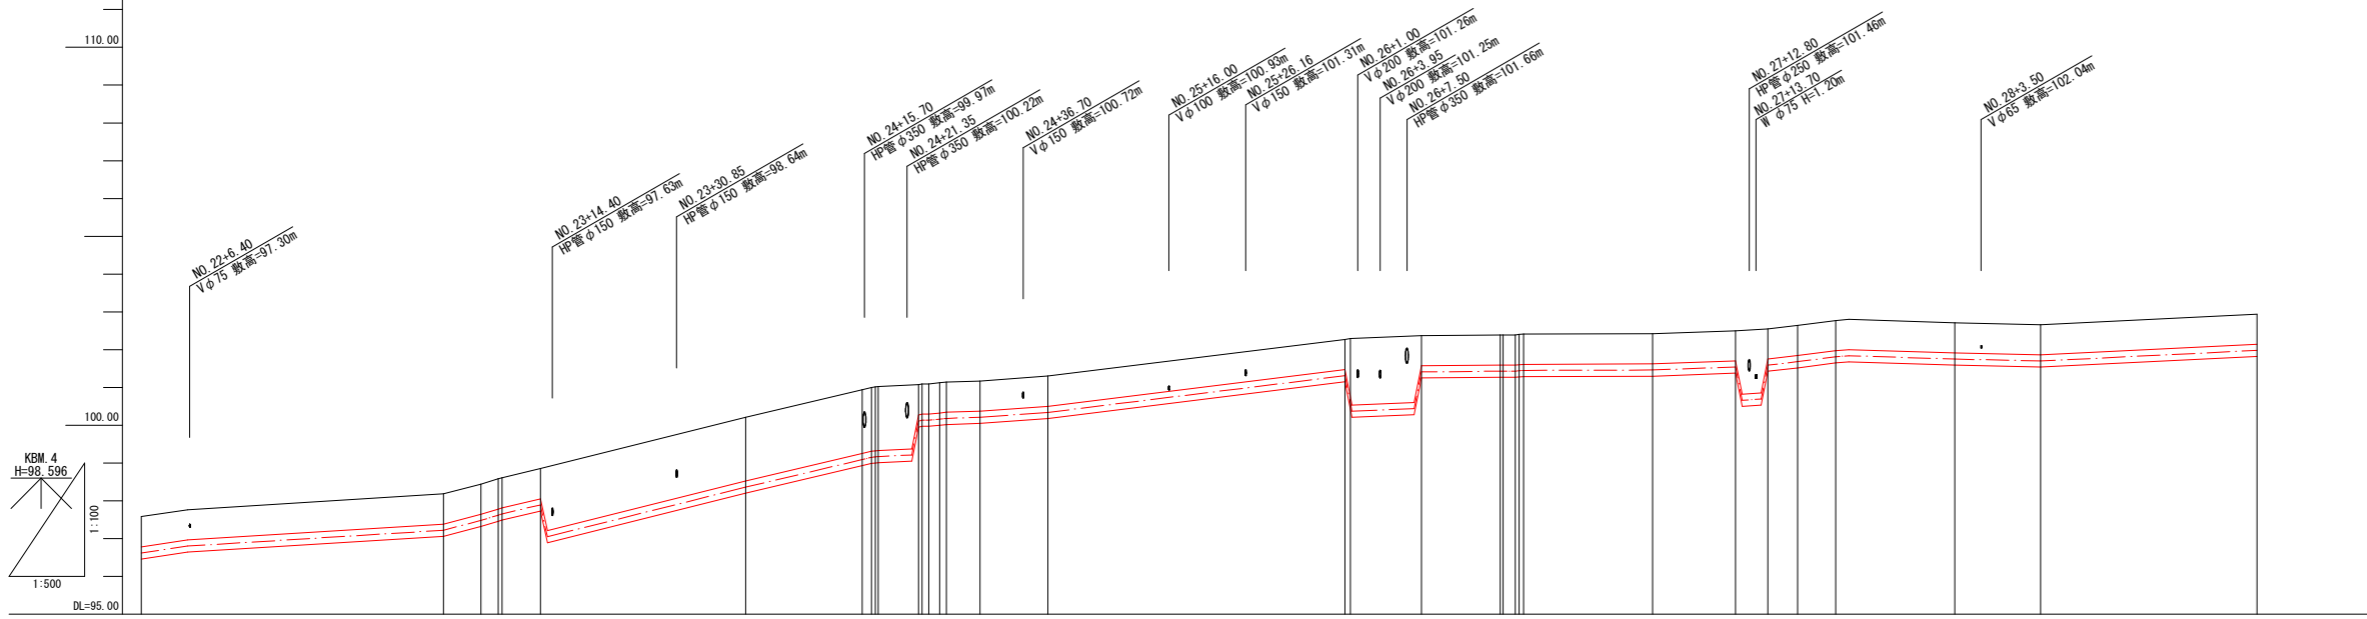 110.00
100.00
KBM.4
H=98.596
1:100
1:500
DL=95.00
NO.22+6.40
Vφ75 敷高=97.30m
NO.23+14.40
HP管φ150 敷高=97.63m
NO.23+30.85
HP管φ150 敷高=98.64m
NO.24+15.70
HP管φ350 敷高=99.97m
NO.24+21.35
HP管φ350 敷高=100.22m
NO.24+36.70
Vφ150 敷高=100.72m
NO.25+16.00
Vφ100 敷高=100.93m
NO.25+26.16
Vφ150 敷高=101.31m
NO.26+1.00
Vφ200 敷高=101.26m
NO.26+3.95
Vφ200 敷高=101.25m
NO.26+7.50
HP管φ350 敷高=101.66m
NO.27+12.80
HP管φ250 敷高=101.46m
NO.27+13.70
W φ75 H=1.20m
NO.28+3.50
Vφ65 敷高=102.04m